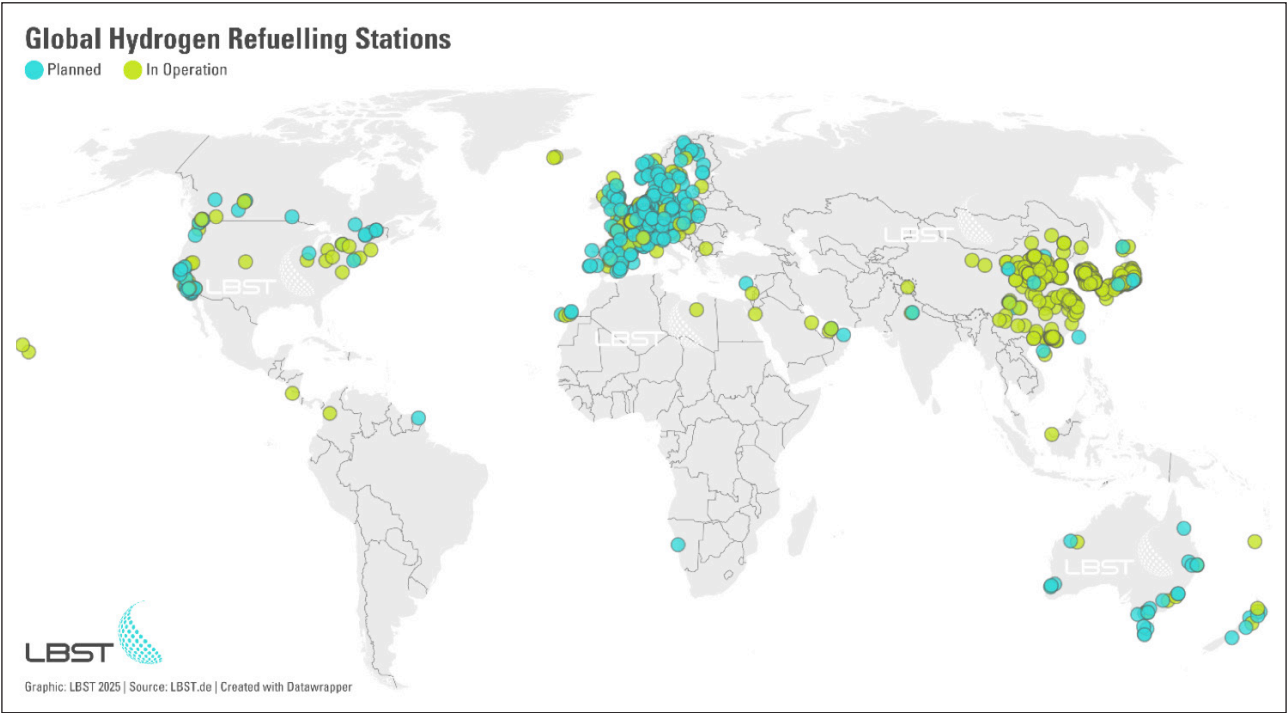 Global Hydrogen Refuelling Stations
Planned In Operation
LBST
LBST
LBST
LBST
LBST
Graphic: LBST 2025 | Source: LBST.de | Created with Datawrapper